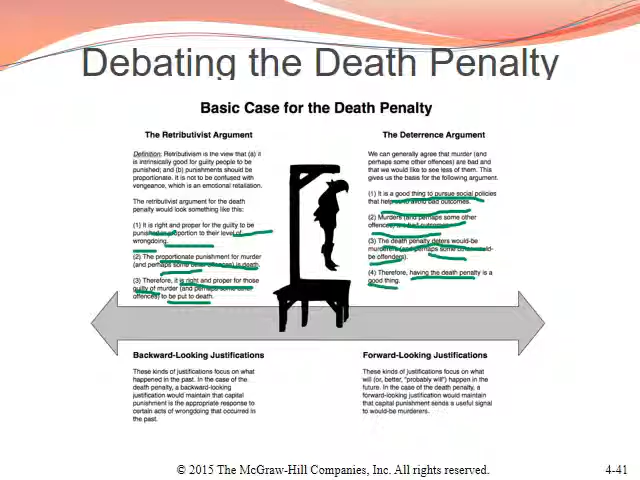 Debating the Death Penalty
Basic Case for the Death Penalty
The Retributivist Argument
Definition: Retributivism is the view that (a) it
is intrinsically good for guilty people to be
punished; and (b) punishments should be
proportionate. It is not to be confused with
vengeance, which is an emotional retaliation.
The retributivist argument for the death
penalty would look something like this:
(1) It is right and proper for the guilty to be
punished in proportion to their level of
wrongdoing.
(2) The proportionate punishment for murder
(and perhaps some other offences) is death.
(3) Therefore, it is right and proper for those
guilty of murder (and perhaps some other
offences) to be put to death.
The Deterrence Argument
We can generally agree that murder (and
perhaps some other offences) are bad and
that we would like to see less of them. This
gives us the basis for the following argument.
(1) It is a good thing to pursue social policies
that help us to avoid bad outcomes.
(2) Murders (and perhaps some other
offences) are bad outcomes.
(3) The death penalty deters would-be
murderers (and perhaps some other would-
be offenders).
(4) Therefore, having the death penalty is a
good thing.
Backward-Looking Justifications
These kinds of justifications focus on what
happened in the past. In the case of the
death penalty, a backward-looking
justification would maintain that capital
punishment is the appropriate response to
certain acts of wrongdoing that occurred in
the past.
Forward-Looking Justifications
These kinds of justifications focus on what
will (or, better, "probably will") happen in the
future. In the case of the death penalty, a
forward-looking justification would maintain
that capital punishment sends a useful signal
to would-be murderers.
© 2015 The McGraw-Hill Companies, Inc. All rights reserved.
4-41